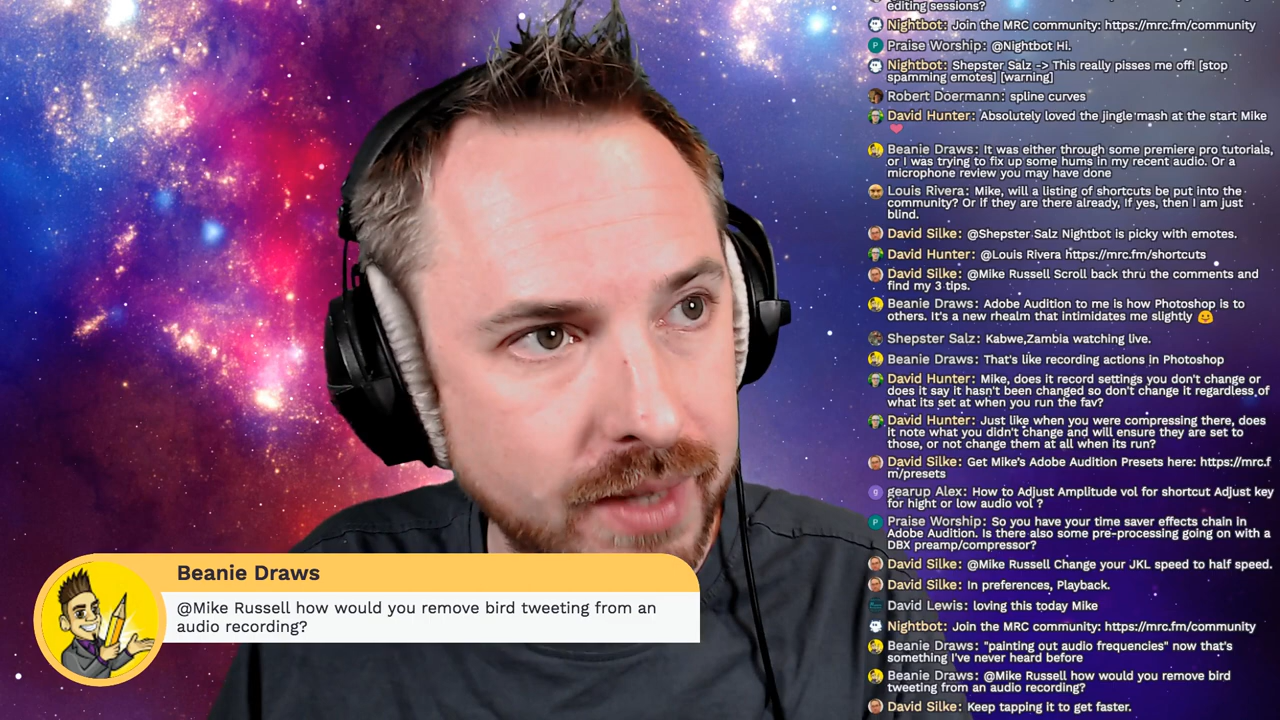 editing sessions?
Nightbot: Join the MRC community: https://mrc.fm/community
Praise Worship: @Nightbot Hi.
Nightbot: Shepster Salz -> This really pisses me off! [stop
spamming emotes] [warning]
Robert Doermann: spline curves
David Hunter: Absolutely loved the jingle mash at the start Mike
Beanie Draws: It was either through some premiere pro tutorials,
or I was trying to fix up some hums in my recent audio. Or a
microphone review you may have done
Louis Rivera: Mike, will a listing of shortcuts be put into the
community? Or if they are there already, If yes, then I am just
blind.
David Silke: @Shepster Salz Nightbot is picky with emotes.
David Hunter: @Louis Rivera https://mrc.fm/shortcuts
David Silke: @Mike Russell Scroll back thru the comments and
find my 3 tips.
Beanie Draws: Adobe Audition to me is how Photoshop is to
others. It's a new rhealm that intimidates me slightly
Shepster Salz: Kabwe,Zambia watching live.
Beanie Draws: That's like recording actions in Photoshop
David Hunter: Mike, does it record settings you don't change or
does it say it hasn't been changed so don't change it regardless of
what its set at when you run the fav?
David Hunter: Just like when you were compressing there, does
it note what you didn't change and will ensure they are set to
those, or not change them at all when its run?
David Silke: Get Mike's Adobe Audition Presets here: https://mrc.f
m/presets
gearup Alex: How to Adjust Amplitude vol for shortcut Adjust key
for hight or low audio vol ?
Praise Worship: So you have your time saver effects chain in
Adobe Audition. Is there also some pre-processing going on with a
DBX preamp/compressor?
David Silke: @Mike Russell Change your JKL speed to half speed.
David Silke: In preferences, Playback.
David Lewis: loving this today Mike
Nightbot: Join the MRC community: https://mrc.fm/community
Beanie Draws: "painting out audio frequencies" now that's
something I've never heard before
Beanie Draws: @Mike Russell how would you remove bird
tweeting from an audio recording?
David Silke: Keep tapping it to get faster.
Beanie Draws
@Mike Russell how would you remove bird tweeting from an
audio recording?